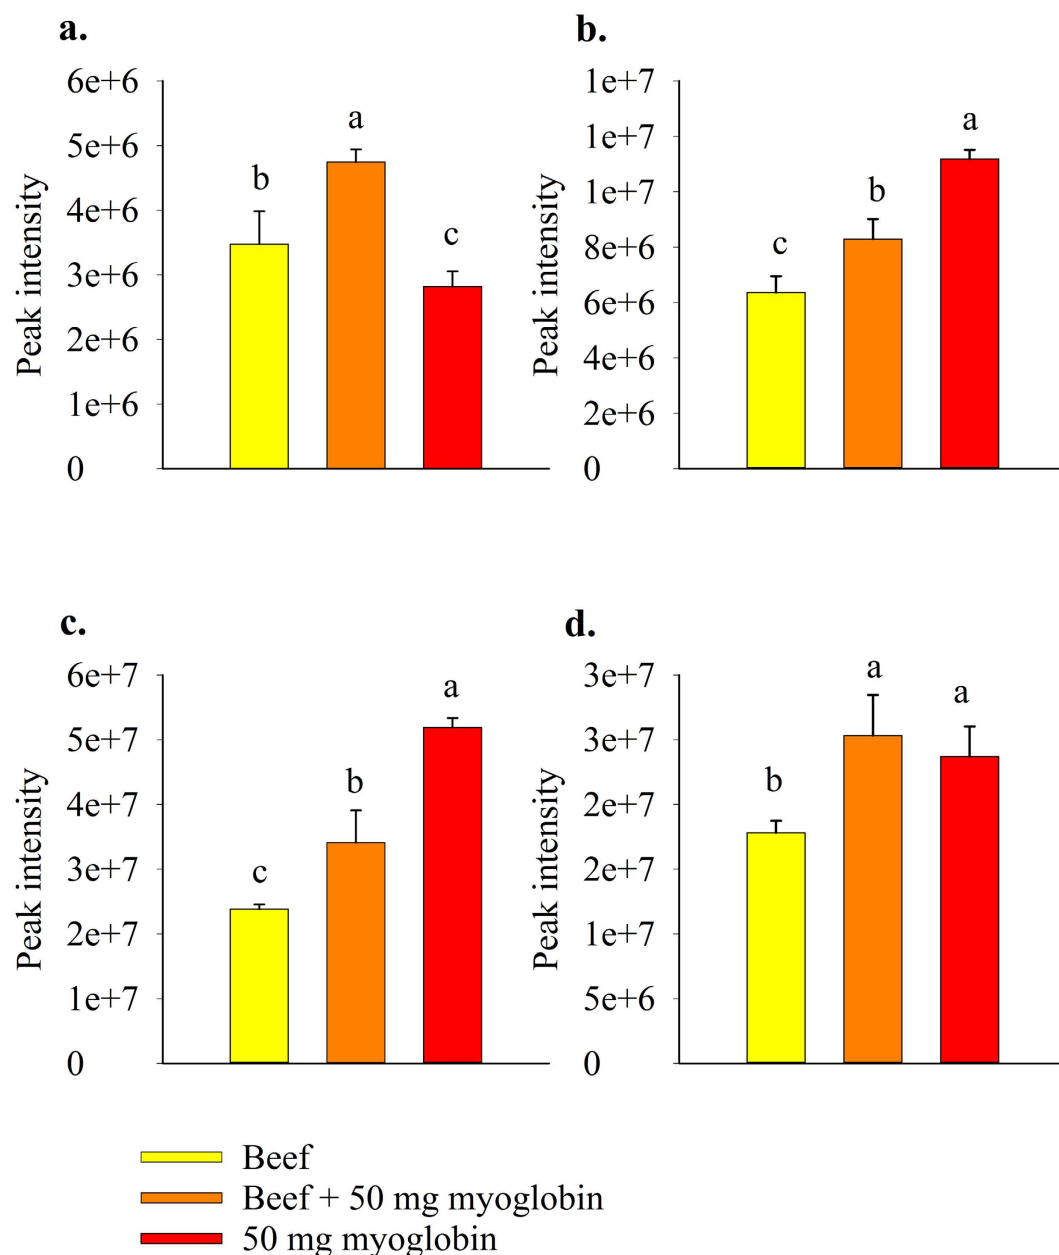 a.
6e+6
5e+6
4e+6
3e+6
2e+6
1e+6
0
Peak intensity
b
a
c
b.
1e+7
1e+7
1e+7
8e+6
6e+6
4e+6
2e+6
0
Peak intensity
c
b
a
c.
6e+7
5e+7
4e+7
3e+7
2e+7
1e+7
0
Peak intensity
c
b
a
d.
3e+7
3e+7
2e+7
2e+7
1e+7
5e+6
0
Peak intensity
b
a
a
Beef
Beef + 50 mg myoglobin
50 mg myoglobin